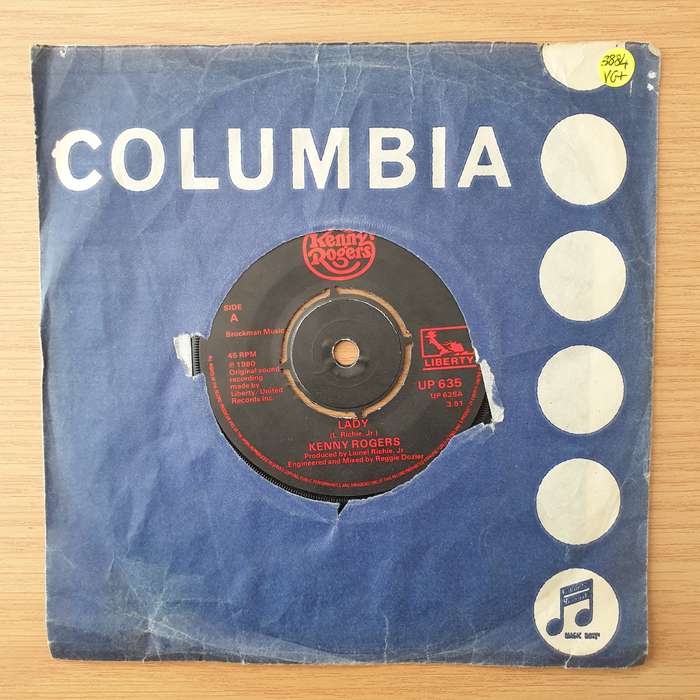 3884
VG+
COLUMBIA
Kenny
Rogers
SIDE
A
Brockman Music
45 RPM
℗ 1980
Original sound
recording
made by
Liberty/United
Records Inc.
LIBERTY
UP 635
UP 635A
3.51
LADY
(L. Richie, Jr.)
KENNY ROGERS
Produced by Lionel Richie, Jr.
Engineered and Mixed by Reggie Dozier